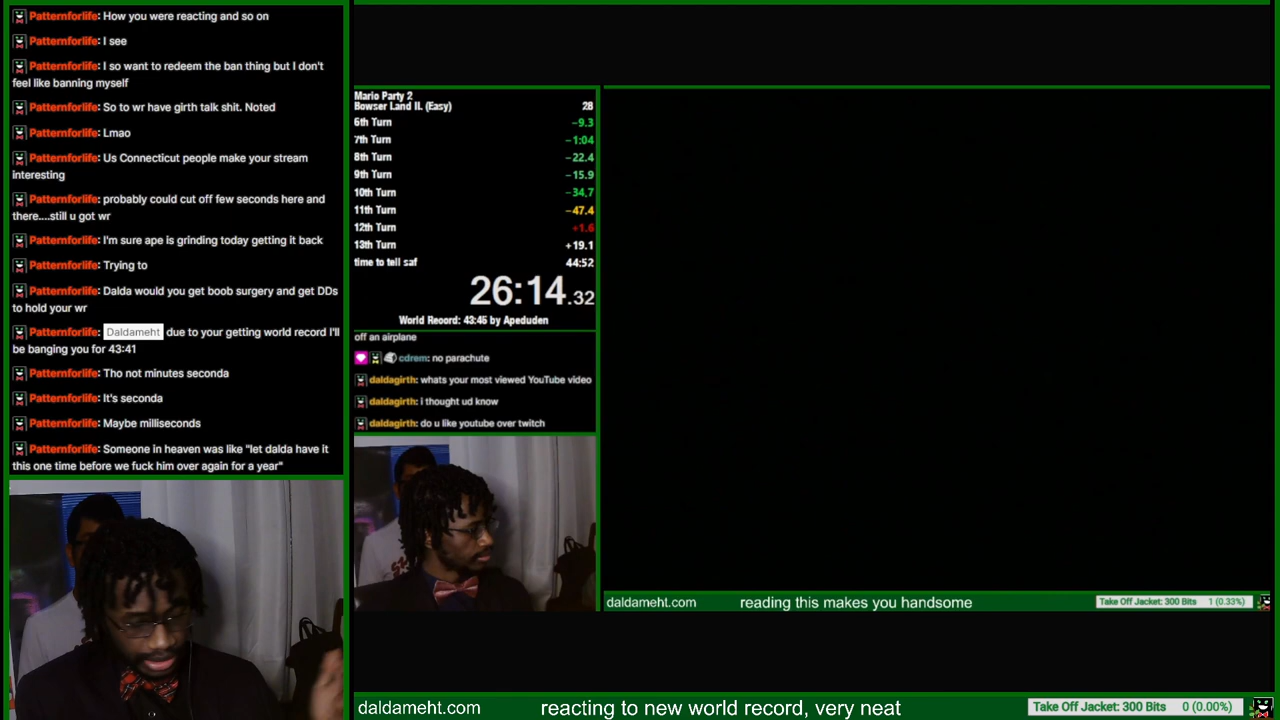 Patternforlife: How you were reacting and so on
Patternforlife: I see
Patternforlife: I so want to redeem the ban thing but I don't
feel like banning myself
Patternforlife: So to wr have girth talk shit. Noted
Patternforlife: Lmao
Patternforlife: Us Connecticut people make your stream
interesting
Patternforlife: probably could cut off few seconds here and
there....still u got wr
Patternforlife: I'm sure ape is grinding today getting it back
Patternforlife: Trying to
Patternforlife: Dalda would you get boob surgery and get DDs
to hold your wr
Patternforlife: Daldameht due to your getting world record I'll
be banging you for 43:41
Patternforlife: Tho not minutes seconda
Patternforlife: It's seconda
Patternforlife: Maybe milliseconds
Patternforlife: Someone in heaven was like "let dalda have it
this one time before we fuck him over again for a year"
Mario Party 2
Bowser Land II. (Easy) 28
6th Turn −9.3
7th Turn −1:04
8th Turn −22.4
9th Turn −15.9
10th Turn −34.7
11th Turn −47.4
12th Turn +1.6
13th Turn +19.1
time to tell saf 44:52
26:14.32
World Record: 43:45 by Apeduden
off an airplane
cdrem: no parachute
daldagirth: whats your most viewed YouTube video
daldagirth: i thought ud know
daldagirth: do u like youtube over twitch
daldameht.com reading this makes you handsome Take Off Jacket: 300 Bits 1 (0.33%)
daldameht.com reacting to new world record, very neat Take Off Jacket: 300 Bits 0 (0.00%)